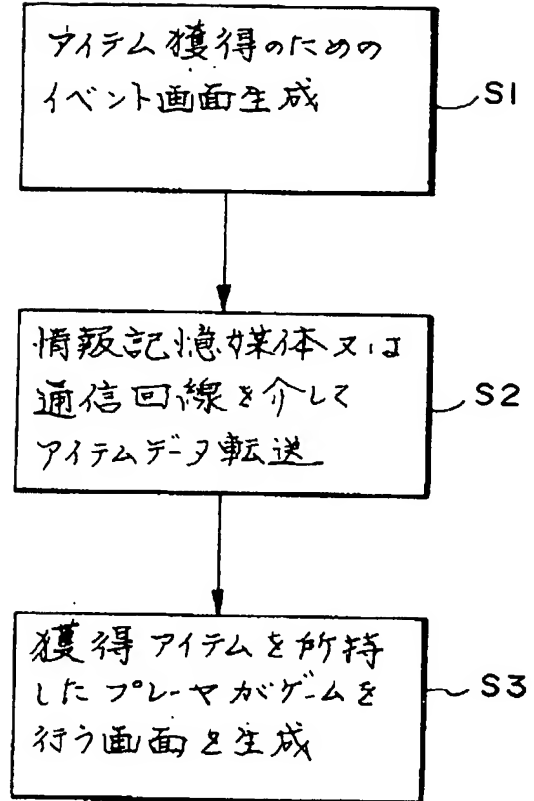 アイテム獲得のための
イベント画面生成
S1
情報記憶媒体又は
通信回線を介して
アイテムデータ転送
S2
獲得アイテムを所持
したプレーヤがゲームを
行う画面を生成
S3